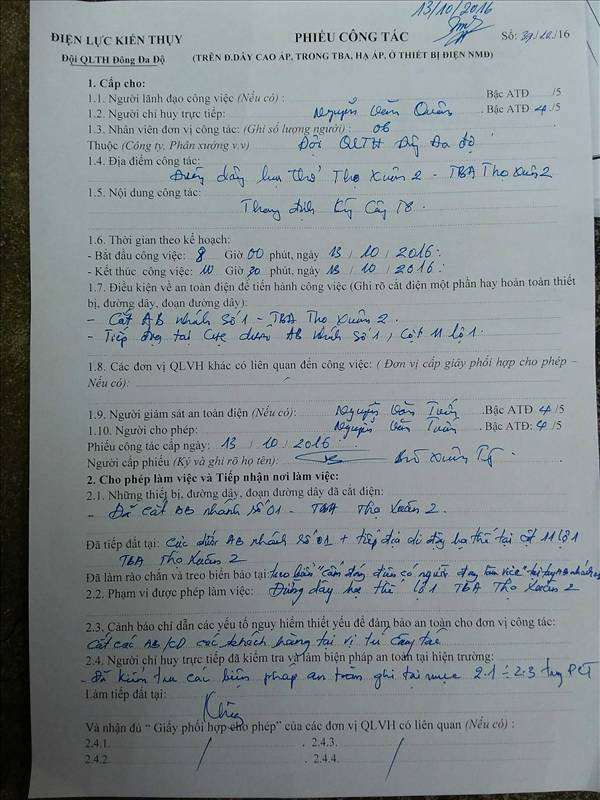 13/10/2016
ĐIỆN LỰC KIẾN THỤY PHIẾU CÔNG TÁC Số: 39/10/16
Đội QLTH Đông Đa Độ (TRÊN Đ.DÂY CAO ÁP, TRONG TBA, HẠ ÁP, Ở THIẾT BỊ ĐIỆN NMĐ)
1. Cấp cho:
1.1. Người lãnh đạo công việc (Nếu có) : Bậc ATĐ /5
1.2. Người chỉ huy trực tiếp: Nguyễn Văn Quân . Bậc ATĐ 4 /5
1.3. Nhân viên đơn vị công tác: (Ghi số lượng người) : 06
Thuộc (Công ty, Phân xưởng v.v) Đội QLTH Đg Đa độ
1.4. Địa điểm công tác:
Đường dây hạ thế Thọ Xuân 2 - TBA Thọ Xuân 2
1.5. Nội dung công tác:
Thay Định Kỳ Công Tơ .
1.6. Thời gian theo kế hoạch:
- Bắt đầu công việc: 8 Giờ 00 phút, ngày 13 / 10 / 2016
- Kết thúc công việc: 10 Giờ 30 phút, ngày 13 / 10 / 2016
1.7. Điều kiện về an toàn điện để tiến hành công việc (Ghi rõ cắt điện một phần hay hoàn toàn thiết
bị, đường dây, đoạn đường dây):
- Cắt AB nhánh số 1 - TBA Thọ Xuân 2 .
- Tiếp tại Cực dưới AB nhánh số 1 , Cột 11 lộ 1 .
1.8. Các đơn vị QLVH khác có liên quan đến công việc: ( Đơn vị cấp giấy phối hợp cho phép –
Nếu có):
1.9. Người giám sát an toàn điện (Nếu có): Nguyễn Văn Tuấn .Bậc ATĐ 4 /5
1.10. Người cho phép: Nguyễn Văn Tuấn .Bậc ATĐ: 4 /5
Phiếu công tác cấp ngày: 13 / 10 / 2016
Người cấp phiếu (Ký và ghi rõ họ tên): Xuân
2. Cho phép làm việc và Tiếp nhận nơi làm việc:
2.1. Những thiết bị, đường dây, đoạn đường dây đã cắt điện:
- Đã cắt AB nhánh số 01 - TBA Thọ Xuân 2 .
Đã tiếp đất tại: Cực dưới AB nhánh số 01 + tiếp địa di động hạ thế tại cột 11 lộ 1
TBA Thọ Xuân 2
Đã làm rào chắn và treo biển báo tại: treo biển "Cấm đóng điện có người đang làm việc" tại
2.2. Phạm vi được phép làm việc: Đường dây hạ thế lộ 1 TBA Thọ Xuân 2
2.3. Cảnh báo chỉ dẫn các yếu tố nguy hiểm thiết yếu để đảm bảo an toàn cho đơn vị công tác:
Cắt các AB/CD các khách hàng tại vị trí công tác
2.4. Người chỉ huy trực tiếp đã kiểm tra và làm biện pháp an toàn tại hiện trường:
- Đã kiểm tra các biện pháp an toàn ghi tại mục 2.1 ÷ 2.3 trong PCT
Làm tiếp đất tại: Không
Và nhận đủ “ Giấy phối hợp cho phép” của các đơn vị QLVH có liên quan (Nếu có) :
2.4.1. / . 2.4.3. /
2.4.2. . 2.4.4.